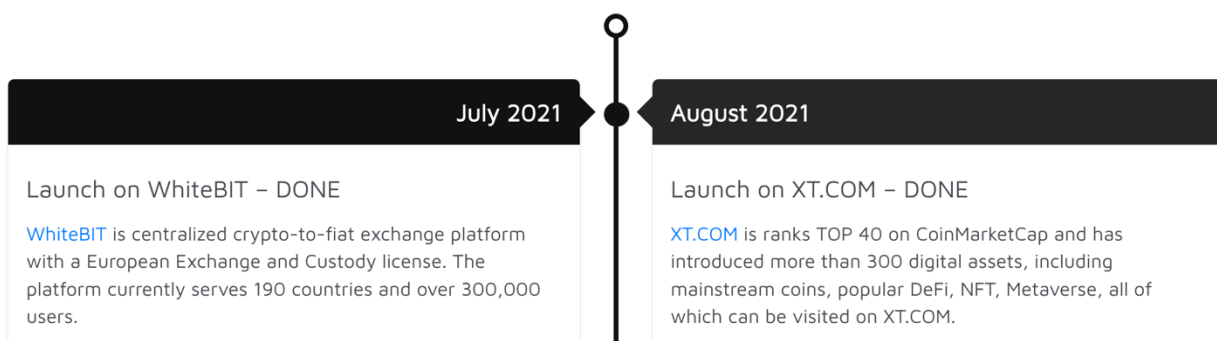 July 2021
Launch on WhiteBIT – DONE
WhiteBIT is centralized crypto-to-fiat exchange platform
with a European Exchange and Custody license. The
platform currently serves 190 countries and over 300,000
users.
August 2021
Launch on XT.COM – DONE
XT.COM is ranks TOP 40 on CoinMarketCap and has
introduced more than 300 digital assets, including
mainstream coins, popular DeFi, NFT, Metaverse, all of
which can be visited on XT.COM.